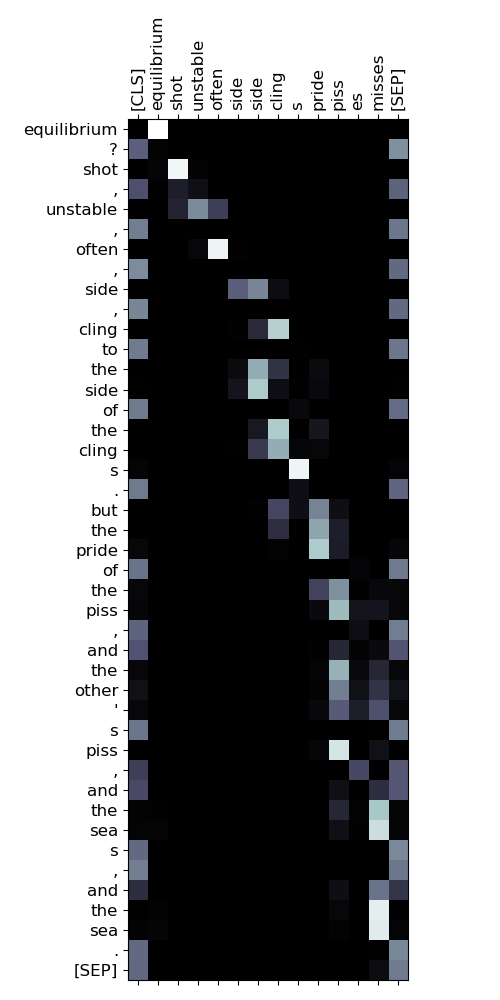 [CLS] equilibrium shot unstable often side side cling s pride piss es misses [SEP]
equilibrium
?
shot
,
unstable
,
often
,
side
,
cling
to
the
side
of
the
cling
s
.
but
the
pride
of
the
piss
,
and
the
other
'
s
piss
,
and
the
sea
s
,
and
the
sea
.
[SEP]